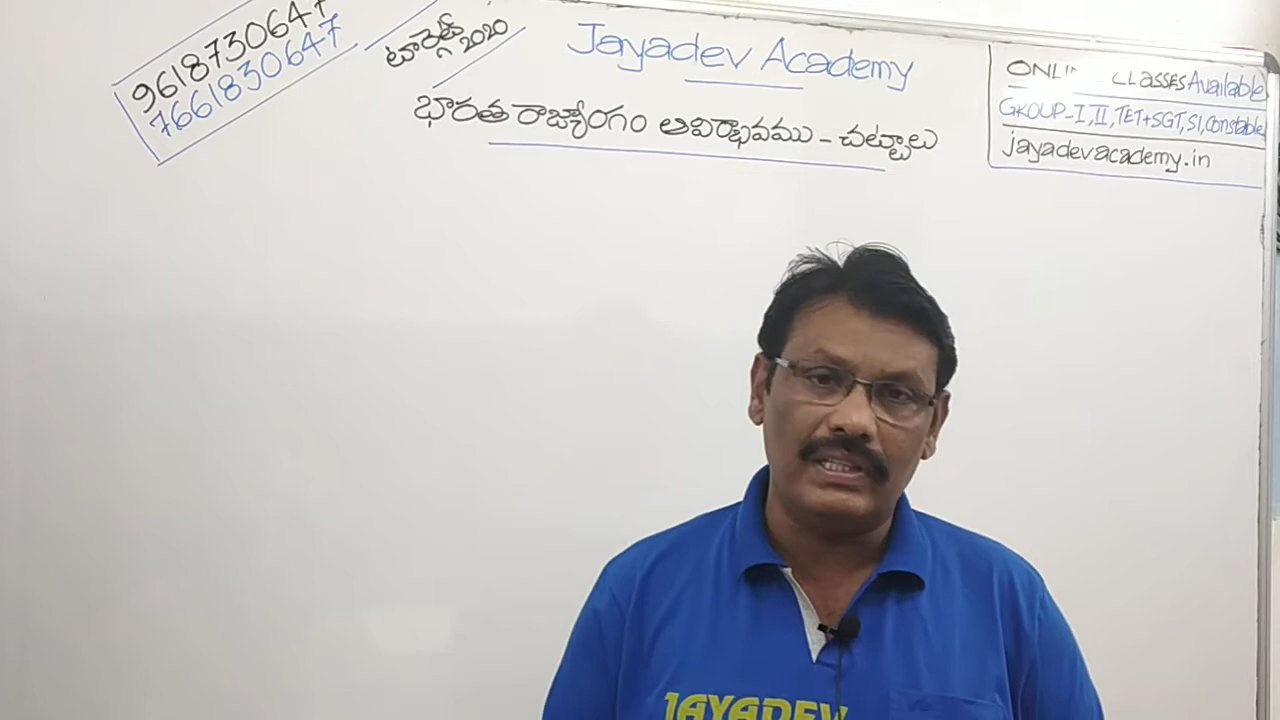 9618730647
7661830647
టార్గెట్ 2020
Jayadev Academy
భారత రాజ్యాంగం ఆవిర్భావము - చట్టాలు
ONLI CLASSES Available
GROUP-I, II, TET+SGT, SI, Constable
jayadevacademy.in
JAYADEV